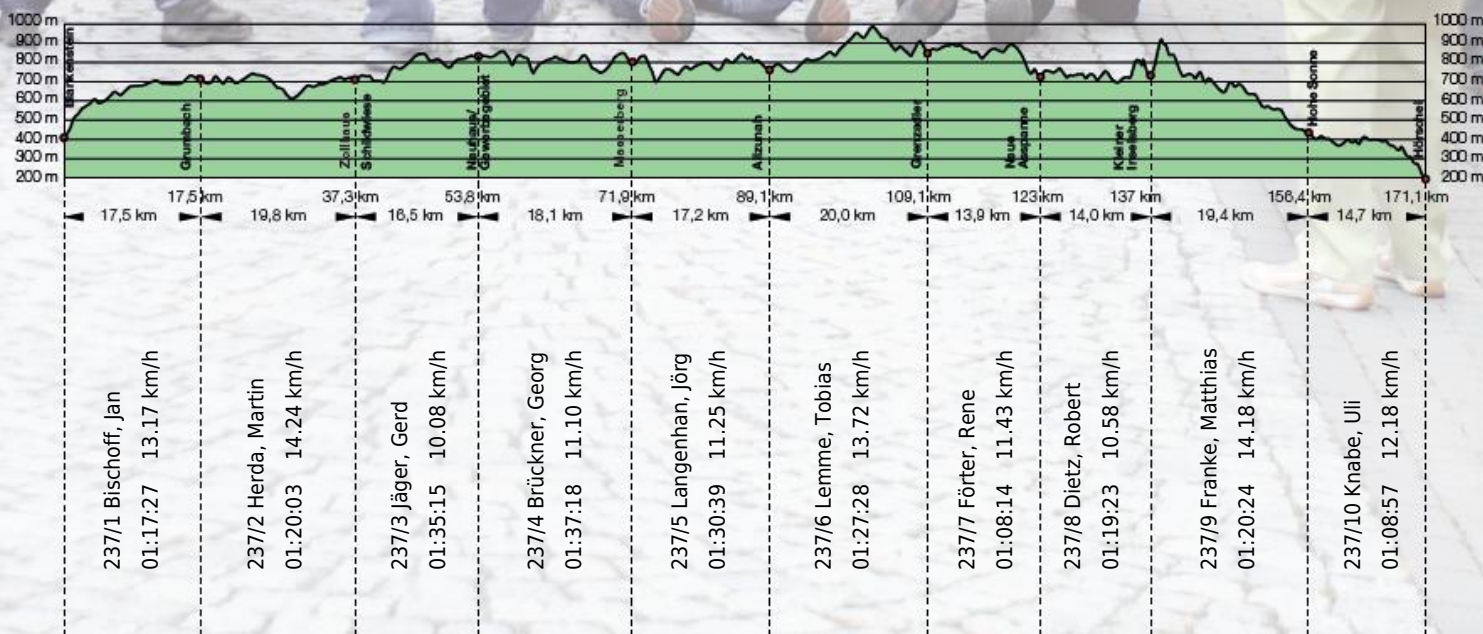 1000 m
900 m
800 m
700 m
600 m
500 m
400 m
300 m
200 m
1000 m
900 m
800 m
700 m
600 m
500 m
400 m
300 m
200 m
Blankenstein
Grumbach
Zollhaus
Schildwiese
Neuhaus/
Masserberg
Allzunah
Grenzadler
Neue
Ausspanne
Kleiner
Inselsberg
Hohe Sonne
Hörschel
17,5 km
37,3 km
53,8 km
71,9 km
89,1 km
109,1 km
123 km
137 km
156,4 km
171,1 km
17,5 km
19,8 km
16,5 km
18,1 km
17,2 km
20,0 km
13,9 km
14,0 km
19,4 km
14,7 km
237/1 Bischoff, Jan
01:17:27 13.17 km/h
237/2 Herda, Martin
01:20:03 14.24 km/h
237/3 Jäger, Gerd
01:35:15 10.08 km/h
237/4 Brückner, Georg
01:37:18 11.10 km/h
237/5 Langenhan, Jörg
01:30:39 11.25 km/h
237/6 Lemme, Tobias
01:27:28 13.72 km/h
237/7 Förter, Rene
01:08:14 11.43 km/h
237/8 Dietz, Robert
01:19:23 10.58 km/h
237/9 Franke, Matthias
01:20:24 14.18 km/h
237/10 Knabe, Uli
01:08:57 12.18 km/h